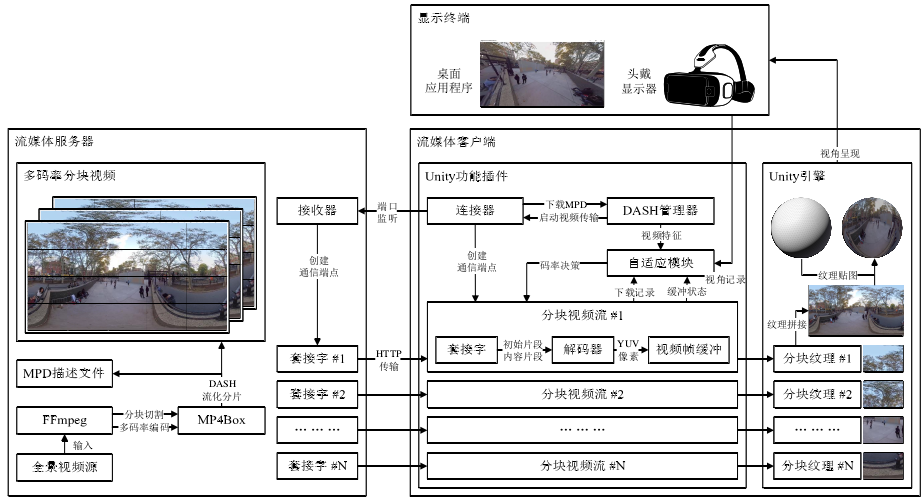 显示终端
桌面
应用程序
头戴
显示器
视角呈现
流媒体服务器
多码率分块视频
接收器
端口
监听
创建
通信端点
套接字 #1
HTTP
传输
套接字 #2
… … …
套接字 #N
MPD描述文件
DASH
流化分片
FFmpeg
分块切割
多码率编码
MP4Box
输入
全景视频源
流媒体客户端
Unity功能插件
连接器
下载MPD
启动视频传输
DASH管理器
视频特征
创建
通信端点
码率决策
自适应模块
视角记录
下载记录
缓冲状态
分块视频流 #1
套接字
初始片段
内容片段
解码器
YUV
像素
视频帧缓冲
分块视频流 #2
… … …
分块视频流 #N
Unity引擎
纹理贴图
纹理拼接
分块纹理 #1
分块纹理 #2
… … …
分块纹理 #N